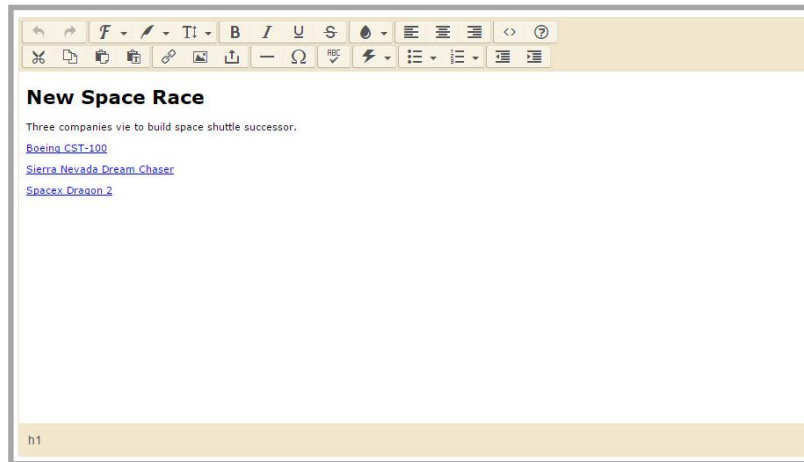 F T B I U S <> ?
T Ω ABC
New Space Race
Three companies vie to build space shuttle successor.
Boeing CST-100
Sierra Nevada Dream Chaser
Spacex Dragon 2
h1